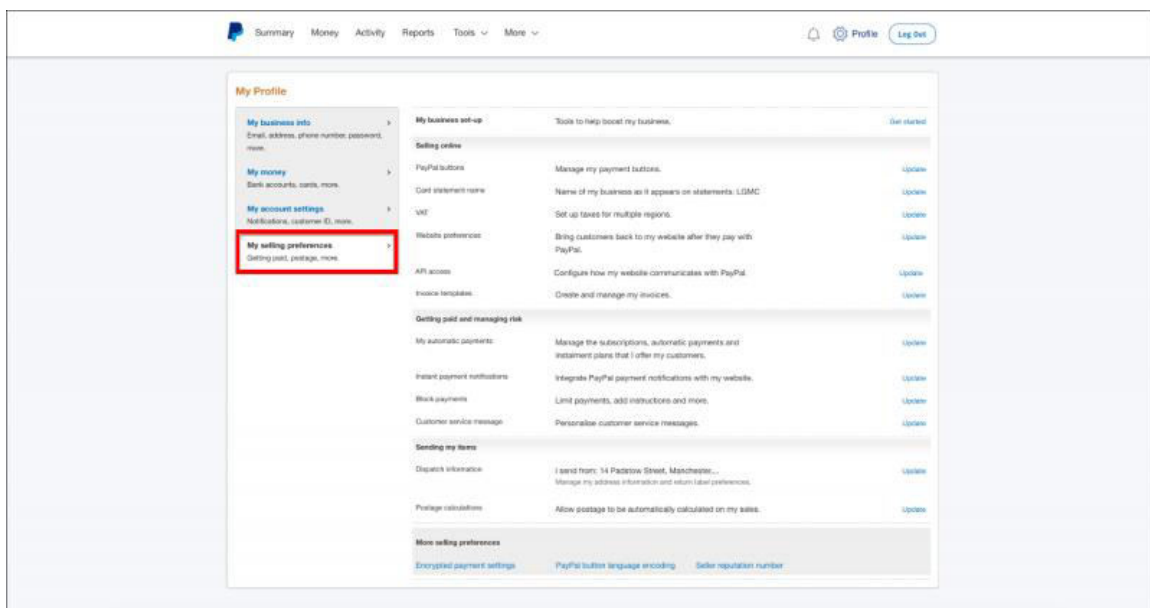 Summary Money Activity Reports Tools More Profile Log Out
My Profile
My business info
Email, address, phone number, password,
more.
My money
Bank accounts, cards, more.
My account settings
Notifications, customer ID, more.
My selling preferences
Getting paid, postage, more.
My business set-up Tools to help boost my business. Get started
Selling online
PayPal buttons Manage my payment buttons. Update
Card statement name Name of my business as it appears on statements: LGMC Update
VAT Set up taxes for multiple regions. Update
Website preferences Bring customers back to my website after they pay with Update
PayPal.
API access Configure how my website communicates with PayPal. Update
Invoice templates Create and manage my invoices. Update
Getting paid and managing risk
My automatic payments Manage the subscriptions, automatic payments and Update
instalment plans that I offer my customers.
Instant payment notifications Integrate PayPal payment notifications with my website. Update
Block payments Limit payments, add instructions and more. Update
Customer service message Personalise customer service messages. Update
Sending my items
Dispatch information I send from: 14 Padstow Street, Manchester... Update
Manage my address information and return label preferences.
Postage calculations Allow postage to be automatically calculated on my sales. Update
More selling preferences
Encrypted payment settings PayPal button language encoding Seller reputation number